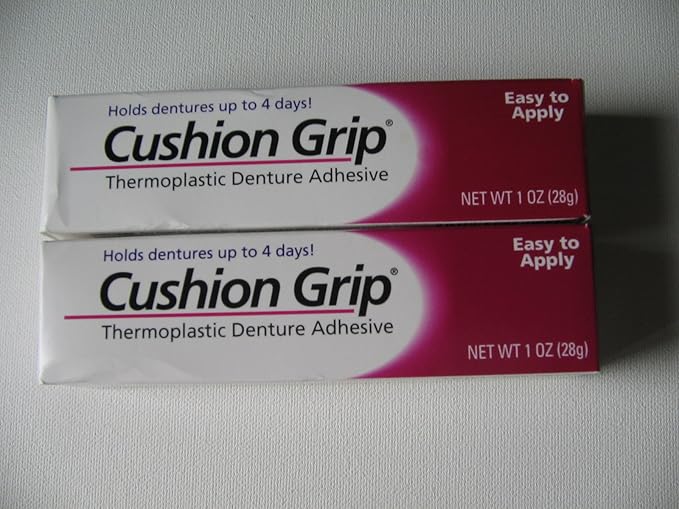 Holds dentures up to 4 days!
Cushion Grip®
Thermoplastic Denture Adhesive
Easy to
Apply
NET WT 1 OZ (28g)
Holds dentures up to 4 days!
Cushion Grip®
Thermoplastic Denture Adhesive
Easy to
Apply
NET WT 1 OZ (28g)